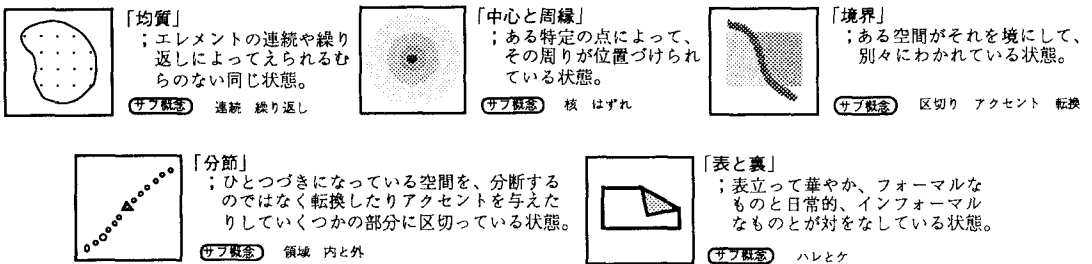 「均質」
；エレメントの連続や繰り
返しによってえられるむ
らのない同じ状態。
サブ概念　連続　繰り返し
「中心と周縁」
；ある特定の点によって、
その周りが位置づけられ
ている状態。
サブ概念　核　はずれ
「境界」
；ある空間がそれを境にして、
別々にわかれている状態。
サブ概念　区切り　アクセント　転換
「分節」
；ひとつづきになっている空間を、分断する
のではなく転換したりアクセントを与えた
りしていくつかの部分に区切っている状態。
サブ概念　領域　内と外
「表と裏」
；表立って華やか、フォーマルな
ものと日常的、インフォーマル
なものとが対をなしている状態。
サブ概念　ハレとケ